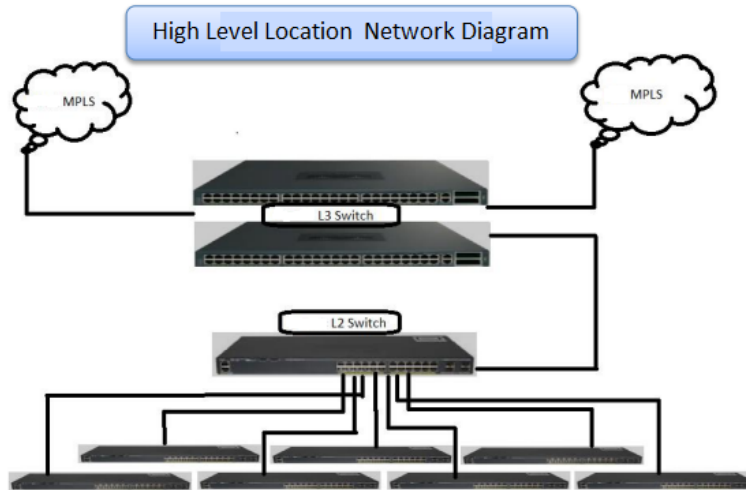 High Level Location Network Diagram
MPLS
MPLS
L3 Switch
L2 Switch